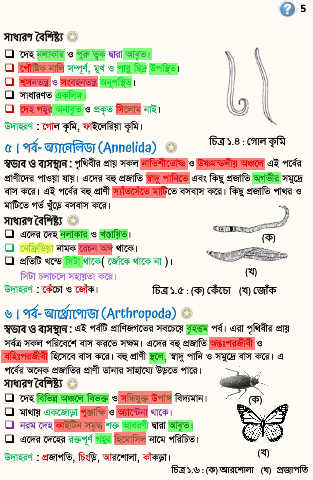 5
সাধারণ বৈশিষ্ট্য
দেহ নলাকার ও পুরু ত্বক দ্বারা আবৃত।
পৌষ্টিক নালি সম্পূর্ণ, মুখ ও পায়ু ছিদ্র উপস্থিত।
শ্বসনতন্ত্র ও সংবহনতন্ত্র অনুপস্থিত।
সাধারণত একলিঙ্গ।
দেহ গহ্বর অনাবৃত ও প্রকৃত সিলোম নাই।
উদাহরণ : গোল কৃমি, ফাইলেরিয়া কৃমি।
চিত্র ১.৪ : গোল কৃমি
৫। পর্ব- অ্যানেলিডা (Annelida)
স্বভাব ও বাসস্থান : পৃথিবীর প্রায় সকল নাতিশীতোষ্ণ ও উষ্ণমন্ডলীয় অঞ্চলে এই পর্বের
প্রাণীদের পাওয়া যায়। এদের বহু প্রজাতি স্বাদু পানিতে এবং কিছু প্রজাতি অগভীর সমুদ্রে
বাস করে। এই পর্বের বহু প্রাণী স্যাঁতসেঁতে মাটিতে বসবাস করে। কিছু প্রজাতি পাথর ও
মাটিতে গর্ত খুঁড়ে বসবাস করে।
সাধারণ বৈশিষ্ট্য
এদের দেহ নলাকার ও খণ্ডায়িত।
নেফ্রিডিয়া নামক রেচন অঙ্গ থাকে।
প্রতিটি খন্ডে সিটা থাকে( জোঁকে থাকে না )।
সিটা চলাচলে সহায়তা করে।
উদাহরণ : কেঁচো ও জোঁক।
(ক)
(খ)
চিত্র ১.৫ : (ক) কেঁচো (খ) জোঁক
৬। পর্ব- আর্থ্রোপোডা (Arthropoda)
স্বভাব ও বাসস্থান : এই পর্বটি প্রাণিজগতের সবচেয়ে বৃহত্তম পর্ব। এরা পৃথিবীর প্রায়
সর্বত্র সকল পরিবেশে বাস করতে সক্ষম। এদের বহু প্রজাতি অন্তঃপরজীবী ও
বহিঃপরজীবী হিসেবে বাস করে। বহু প্রাণী স্থলে, স্বাদু পানি ও সমুদ্রে বাস করে। এ
পর্বের অনেক প্রজাতির প্রাণী ডানার সাহায্যে উড়তে পারে।
সাধারণ বৈশিষ্ট্য
দেহ বিভিন্ন অঞ্চলে বিভক্ত ও সন্ধিযুক্ত উপাঙ্গ বিদ্যমান।
মাথায় একজোড়া পুঞ্জাক্ষি ও অ্যান্টেনা থাকে।
নরম দেহ কাইটিন সমৃদ্ধ শক্ত আবরণী দ্বারা আবৃত।
এদের দেহের রক্তপূর্ণ গহ্বর হিমোসিল নামে পরিচিত।
উদাহরণ : প্রজাপতি, চিংড়ি, আরশোলা, কাঁকড়া।
(ক)
(খ)
চিত্র ১.৬ : (ক) আরশোলা (খ) প্রজাপতি